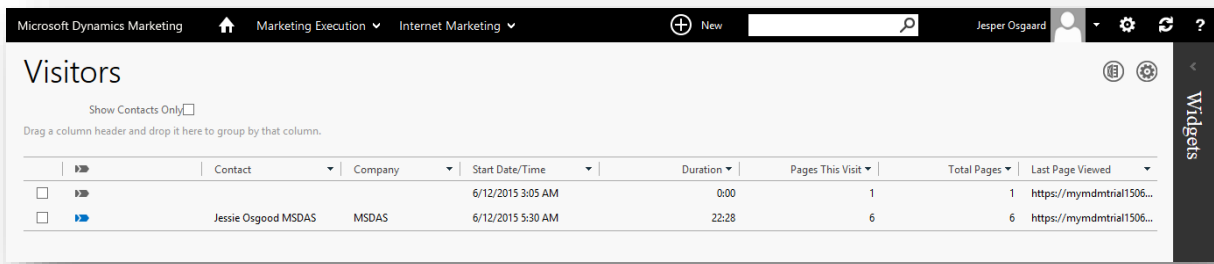 Microsoft Dynamics Marketing Marketing Execution Internet Marketing New Jesper Osgaard ?
Visitors
Show Contacts Only
Drag a column header and drop it here to group by that column.
Contact Company Start Date/Time Duration Pages This Visit Total Pages Last Page Viewed
6/12/2015 3:05 AM 0:00 1 1 https://mymdmtrial1506...
Jessie Osgood MSDAS MSDAS 6/12/2015 5:30 AM 22:28 6 6 https://mymdmtrial1506...
Widgets